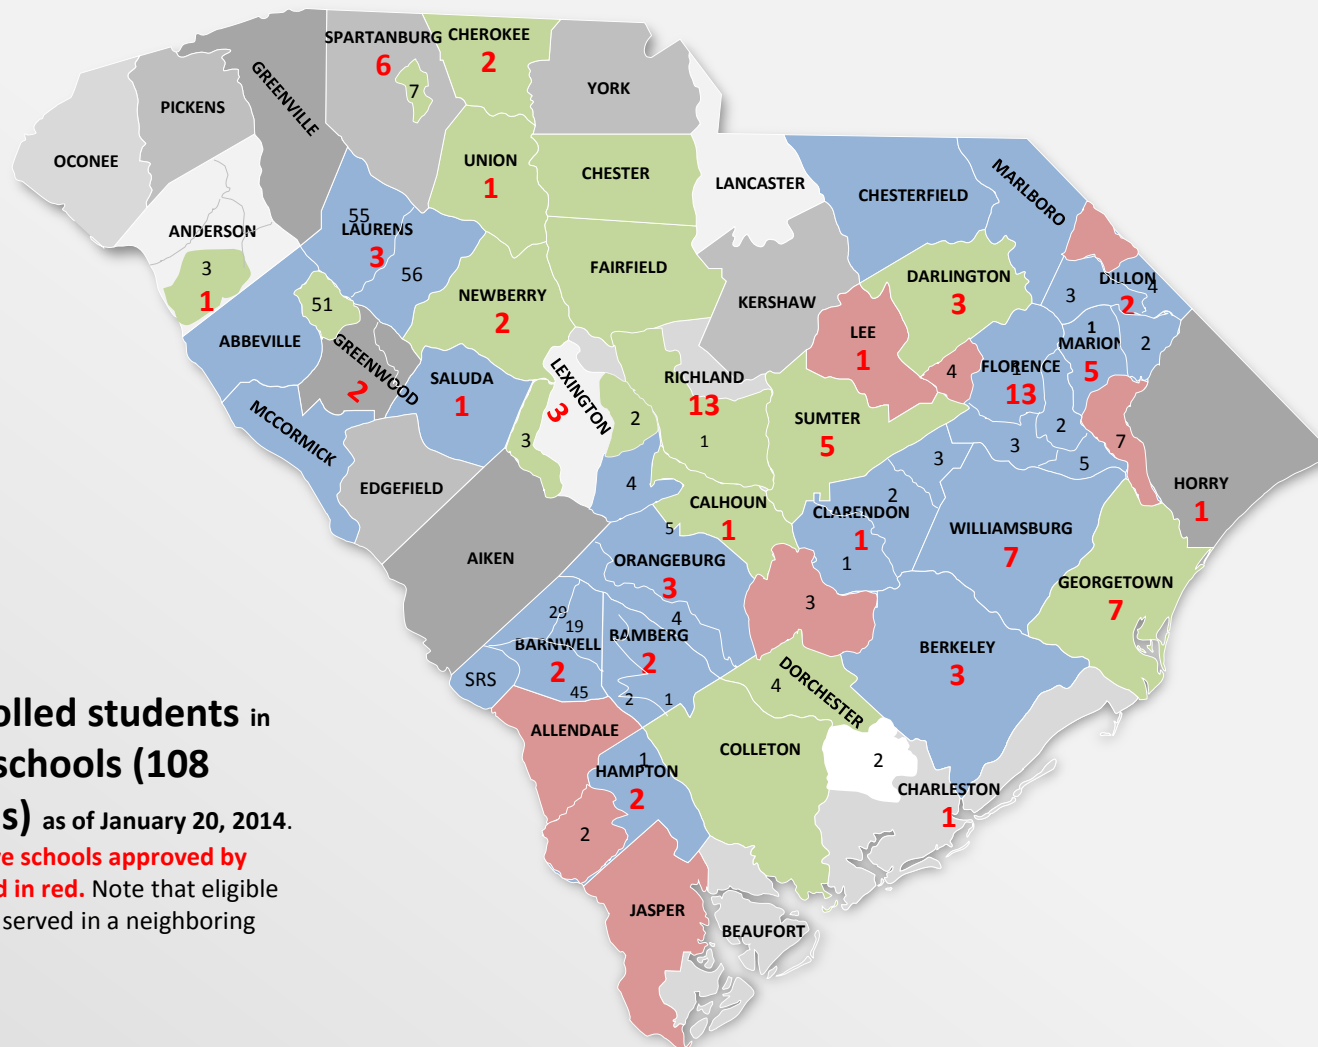 SPARTANBURG
6
7
CHEROKEE
2
YORK
GREENVILLE
PICKENS
OCONEE
UNION
1
CHESTER
LANCASTER
CHESTERFIELD
MARLBORO
ANDERSON
3
1
55
LAURENS
3
56
FAIRFIELD
NEWBERRY
2
KERSHAW
DARLINGTON
3
DILLON
3
4
2
51
ABBEVILLE
GREENWOOD
2
SALUDA
1
LEXINGTON
3
3
2
4
RICHLAND
13
1
LEE
1
4
FLORENCE
1
13
1
MARION
5
2
MCCORMICK
SUMTER
5
3
2
3
5
7
HORRY
1
EDGEFIELD
CALHOUN
1
2
CLARENDON
1
1
WILLIAMSBURG
7
AIKEN
5
ORANGEBURG
3
4
3
GEORGETOWN
7
29
19
BARNWELL
2
45
BAMBERG
2
2
1
SRS
BERKELEY
3
DORCHESTER
4
2
ALLENDALE
COLLETON
1
HAMPTON
2
2
CHARLESTON
1
JASPER
BEAUFORT
olled students in
schools (108
s) as of January 20, 2014.
e schools approved by
d in red. Note that eligible
served in a neighboring